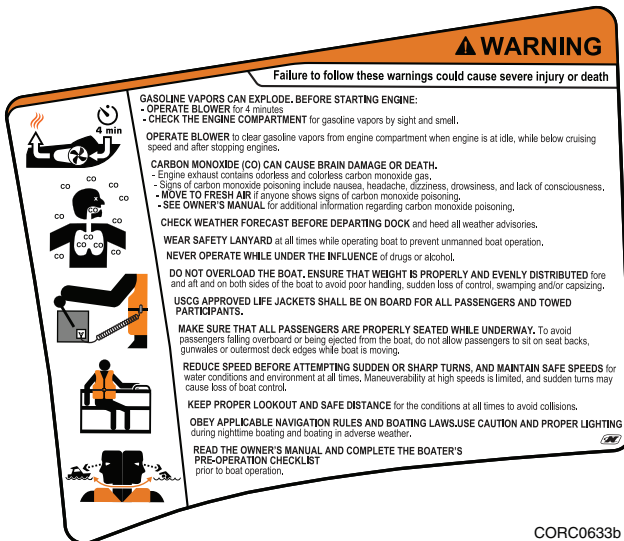 WARNING
Failure to follow these warnings could cause severe injury or death
GASOLINE VAPORS CAN EXPLODE. BEFORE STARTING ENGINE:
- OPERATE BLOWER for 4 minutes
- CHECK THE ENGINE COMPARTMENT for gasoline vapors by sight and smell.
4 min
OPERATE BLOWER to clear gasoline vapors from engine compartment when engine is at idle, while below cruising
speed and after stopping engines.
CARBON MONOXIDE (CO) CAN CAUSE BRAIN DAMAGE OR DEATH.
- Engine exhaust contains odorless and colorless carbon monoxide gas.
- Signs of carbon monoxide poisoning include nausea, headache, dizziness, drowsiness, and lack of consciousness.
- MOVE TO FRESH AIR if anyone shows signs of carbon monoxide poisoning.
- SEE OWNER'S MANUAL for additional information regarding carbon monoxide poisoning.
CO CO
CO CO
CO CO
CO
CO CO
CO
CO CO
CHECK WEATHER FORECAST BEFORE DEPARTING DOCK and heed all weather advisories.
WEAR SAFETY LANYARD at all times while operating boat to prevent unmanned boat operation.
NEVER OPERATE WHILE UNDER THE INFLUENCE of drugs or alcohol.
DO NOT OVERLOAD THE BOAT. ENSURE THAT WEIGHT IS PROPERLY AND EVENLY DISTRIBUTED fore
and aft and on both sides of the boat to avoid poor handling, sudden loss of control, swamping and/or capsizing.
USCG APPROVED LIFE JACKETS SHALL BE ON BOARD FOR ALL PASSENGERS AND TOWED
PARTICIPANTS.
MAKE SURE THAT ALL PASSENGERS ARE PROPERLY SEATED WHILE UNDERWAY. To avoid
passengers falling overboard or being ejected from the boat, do not allow passengers to sit on seat backs,
gunwales or outermost deck edges while boat is moving.
REDUCE SPEED BEFORE ATTEMPTING SUDDEN OR SHARP TURNS, AND MAINTAIN SAFE SPEEDS for
water conditions and environment at all times. Maneuverability at high speeds is limited, and sudden turns may
cause loss of boat control.
KEEP PROPER LOOKOUT AND SAFE DISTANCE for the conditions at all times to avoid collisions.
OBEY APPLICABLE NAVIGATION RULES AND BOATING LAWS.USE CAUTION AND PROPER LIGHTING
during nighttime boating and boating in adverse weather.
READ THE OWNER'S MANUAL AND COMPLETE THE BOATER'S
PRE-OPERATION CHECKLIST
prior to boat operation.
CORC0633b